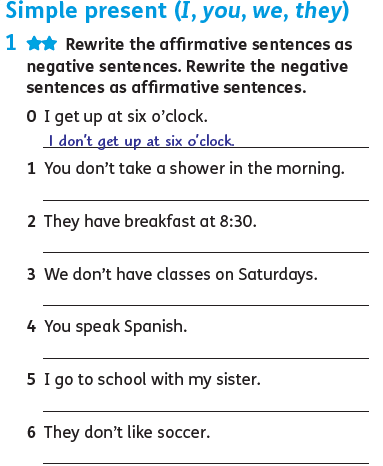 Simple present (I, you, we, they)
1 ★★ Rewrite the affirmative sentences as
negative sentences. Rewrite the negative
sentences as affirmative sentences.
0 I get up at six o’clock.
I don’t get up at six o’clock.
1 You don’t take a shower in the morning.
2 They have breakfast at 8:30.
3 We don’t have classes on Saturdays.
4 You speak Spanish.
5 I go to school with my sister.
6 They don’t like soccer.